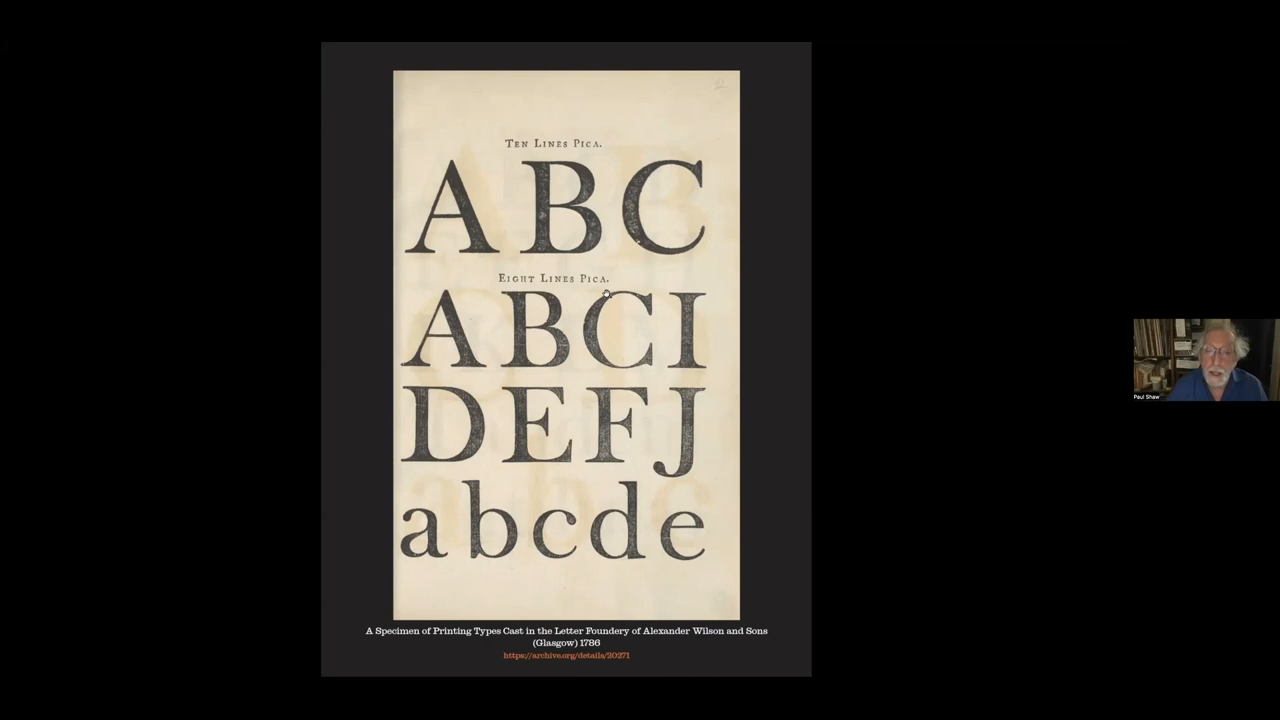 TEN LINES PICA.
ABC
EIGHT LINES PICA.
ABCI
DEFJ
abcde
A Specimen of Printing Types Cast in the Letter Foundery of Alexander Wilson and Sons
(Glasgow) 1786
https://archive.org/details/20271
Paul Shaw